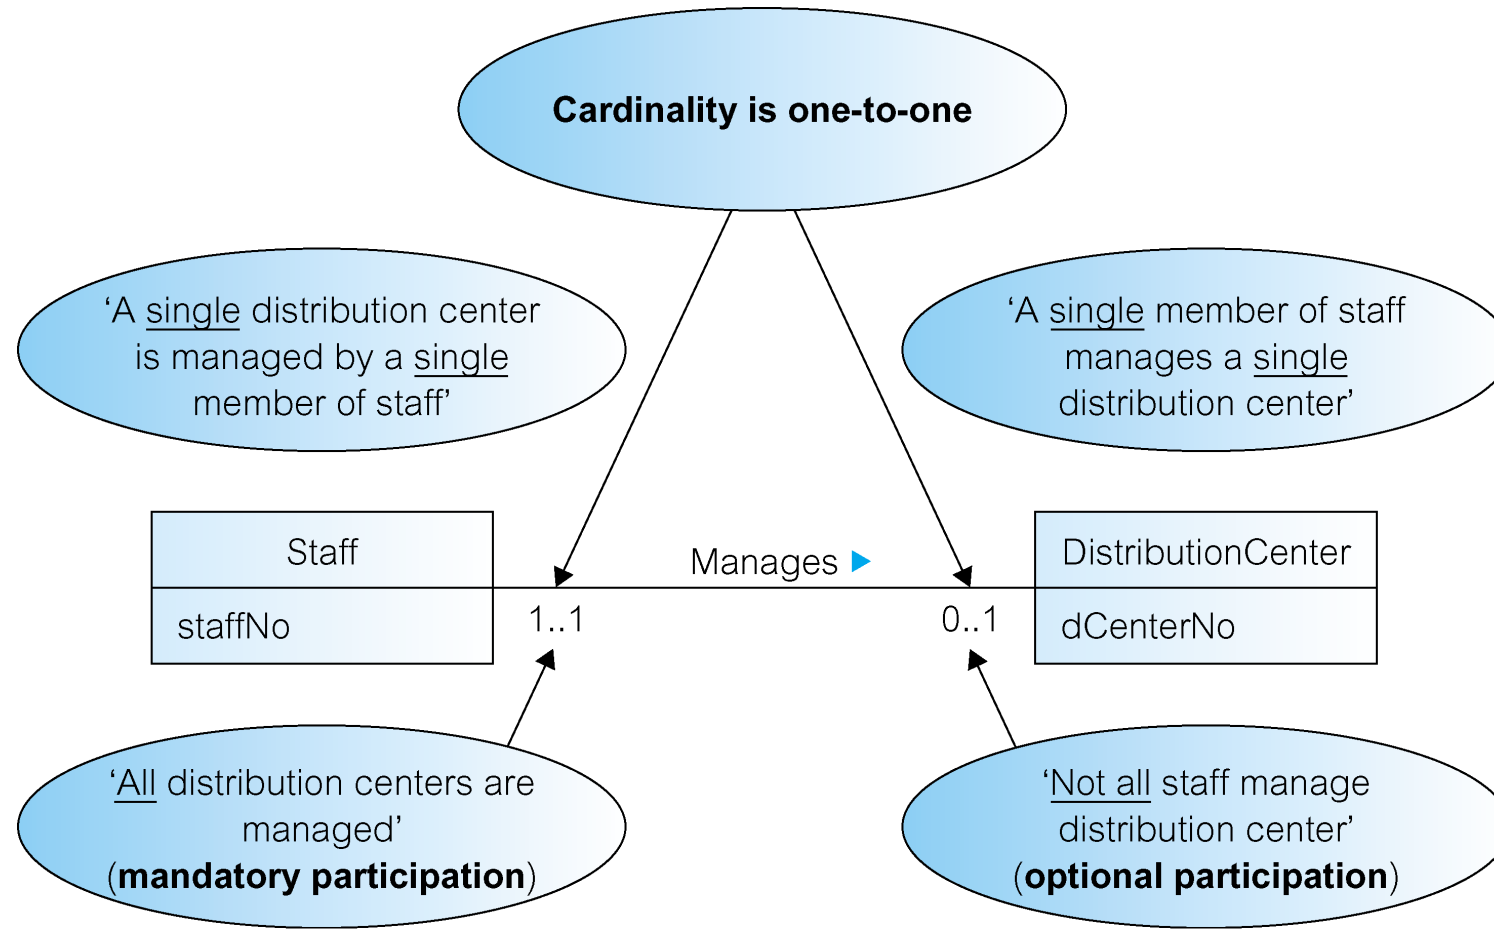 Cardinality is one-to-one
‘A single distribution center
is managed by a single
member of staff’
‘A single member of staff
manages a single
distribution center’
Staff
staffNo
Manages
1..1
0..1
DistributionCenter
dCenterNo
‘All distribution centers are
managed’
(mandatory participation)
‘Not all staff manage
distribution center’
(optional participation)